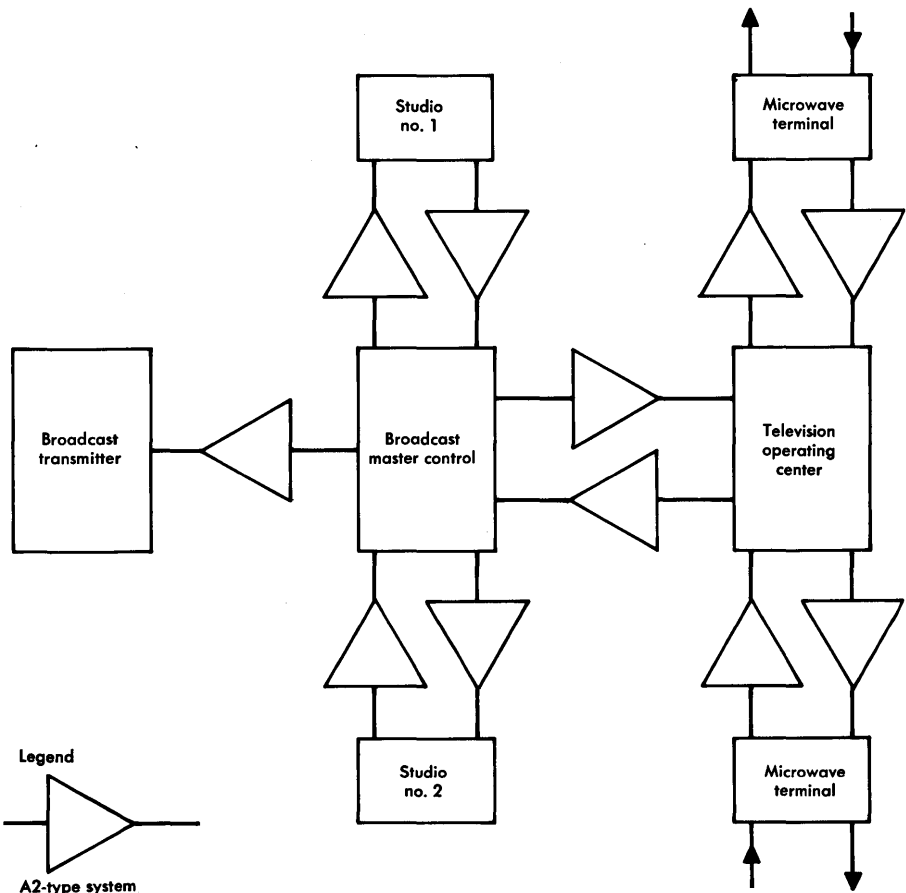 Studio
no. 1
Microwave
terminal
Broadcast
transmitter
Broadcast
master control
Television
operating
center
Legend
A2-type system
Studio
no. 2
Microwave
terminal